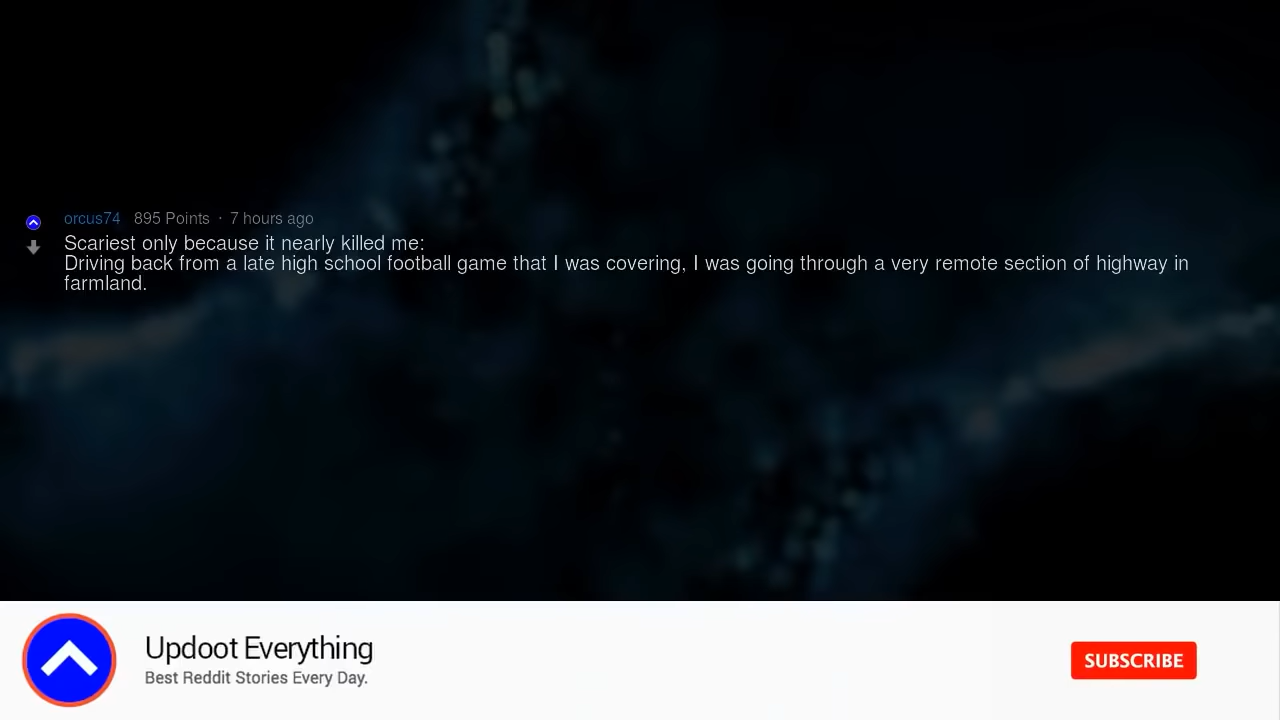 orcus74 895 Points · 7 hours ago
Scariest only because it nearly killed me:
Driving back from a late high school football game that I was covering, I was going through a very remote section of highway in
farmland.
Updoot Everything
Best Reddit Stories Every Day.
SUBSCRIBE